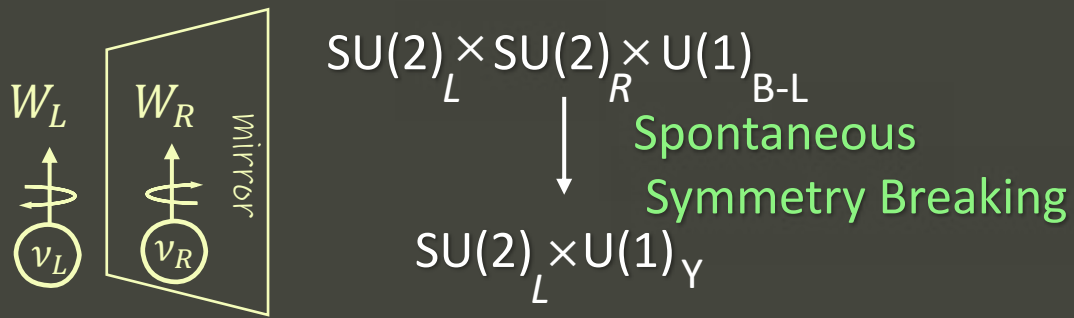 W_L
W_R
mirror
ν_L
ν_R
SU(2)_L × SU(2)_R × U(1)_B-L
Spontaneous
Symmetry Breaking
SU(2)_L × U(1)_Y